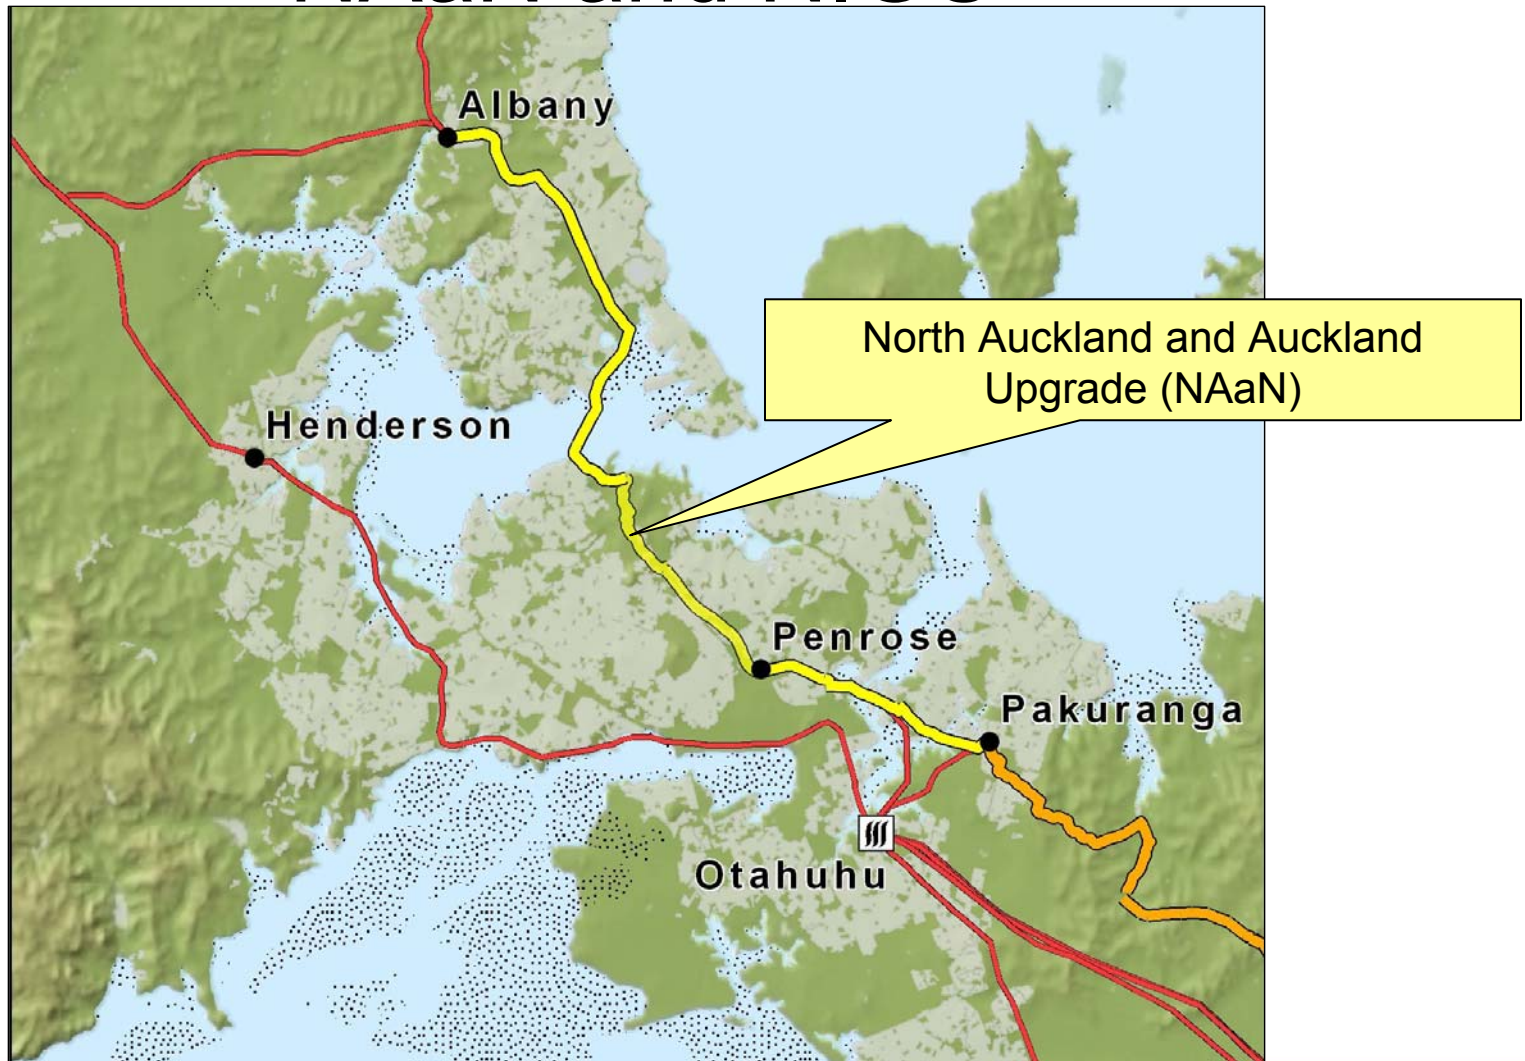 Albany
North Auckland and Auckland
Upgrade (NAaN)
Henderson
Penrose
Pakuranga
Otahuhu